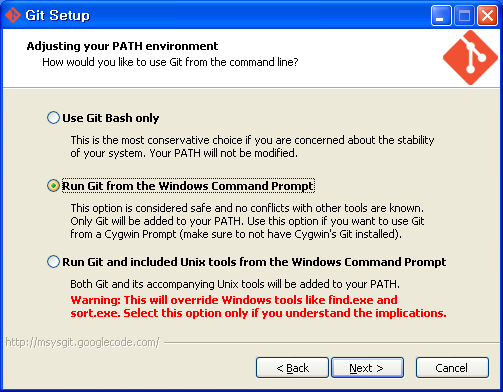 Git Setup
Adjusting your PATH environment
How would you like to use Git from the command line?
Use Git Bash only
This is the most conservative choice if you are concerned about the stability
of your system. Your PATH will not be modified.
Run Git from the Windows Command Prompt
This option is considered safe and no conflicts with other tools are known.
Only Git will be added to your PATH. Use this option if you want to use Git
from a Cygwin Prompt (make sure to not have Cygwin's Git installed).
Run Git and included Unix tools from the Windows Command Prompt
Both Git and its accompanying Unix tools will be added to your PATH.
Warning: This will override Windows tools like find.exe and
sort.exe. Select this option only if you understand the implications.
http://msysgit.googlecode.com/
< Back
Next >
Cancel